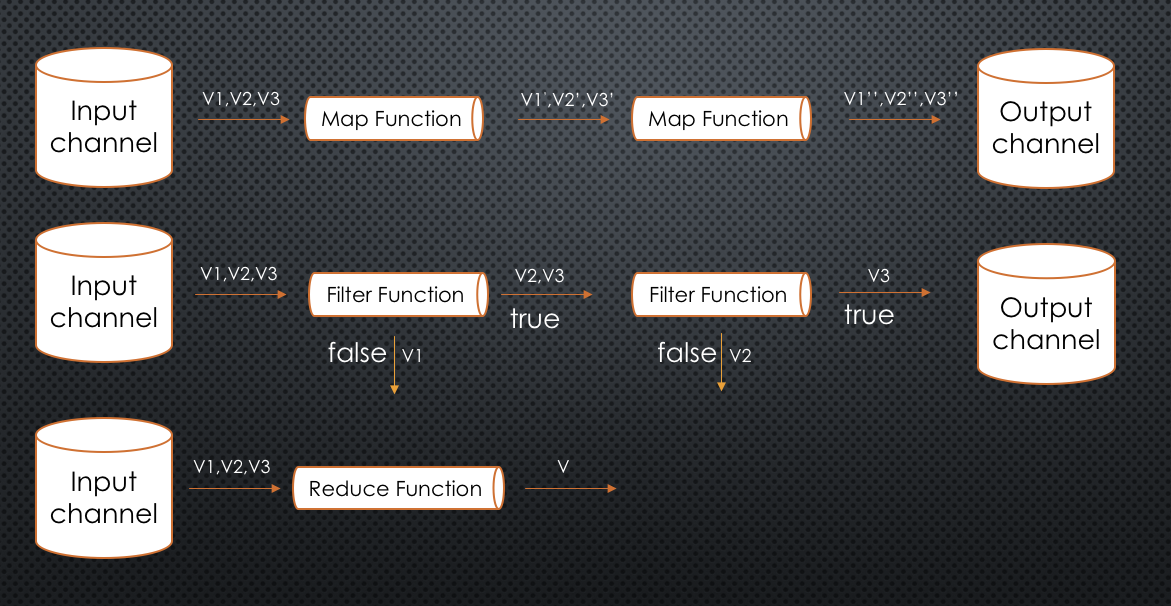 Input
channel
V1,V2,V3
Map Function
V1',V2',V3'
Map Function
V1'',V2'',V3''
Output
channel
Input
channel
V1,V2,V3
Filter Function
V2,V3
true
false
V1
Filter Function
V3
true
false
V2
Output
channel
Input
channel
V1,V2,V3
Reduce Function
V